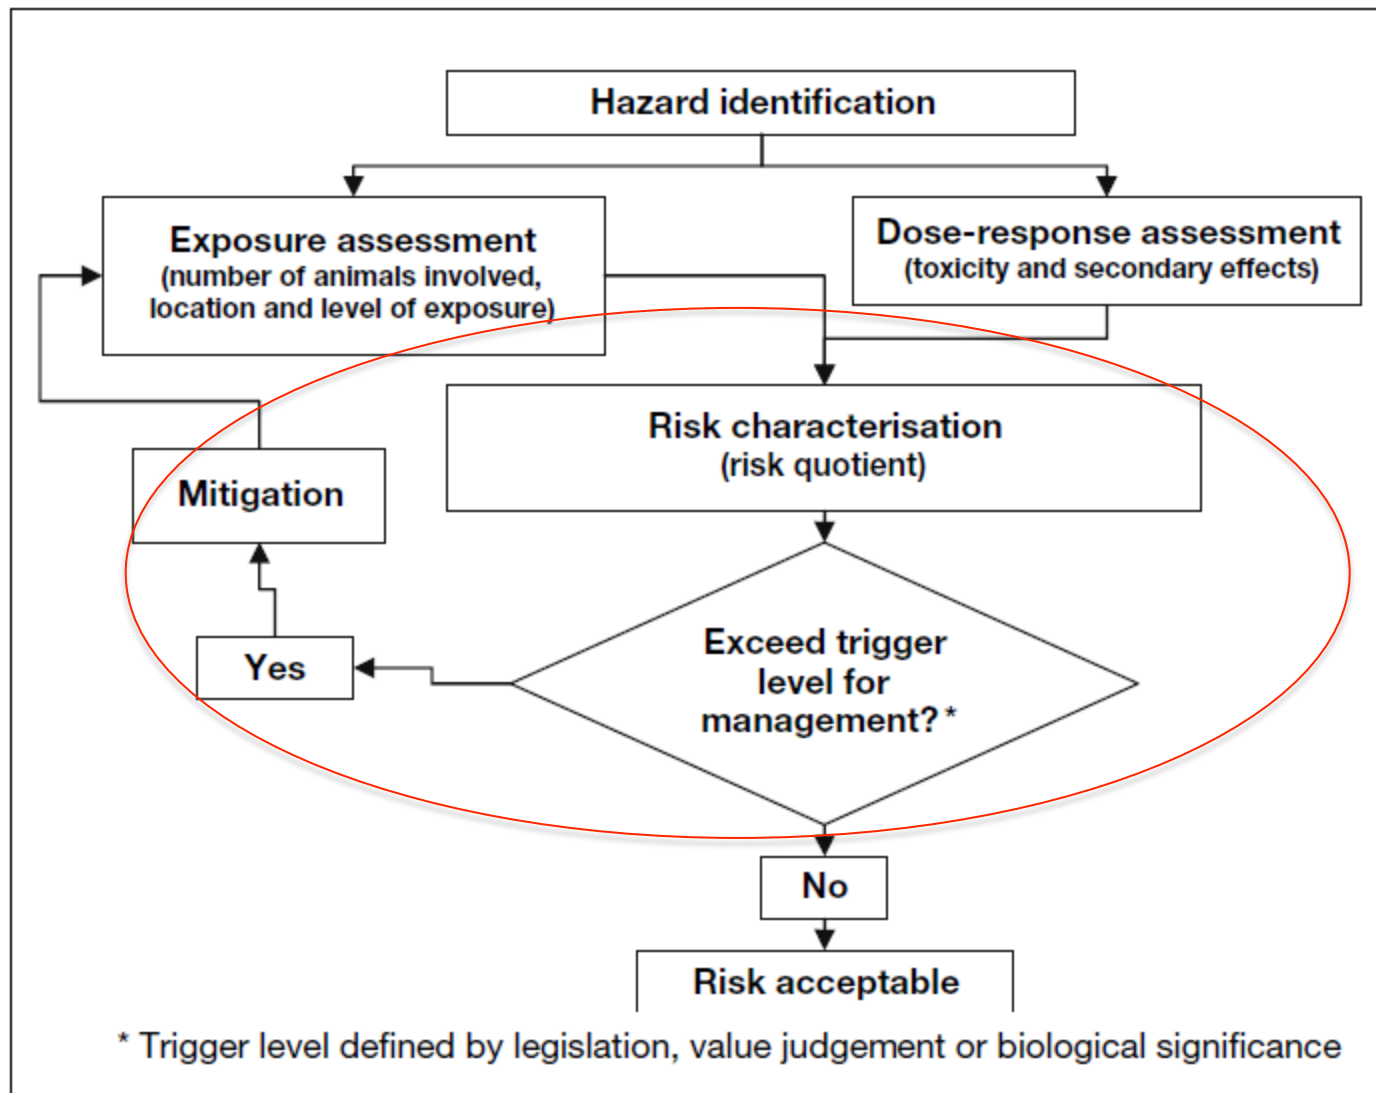 Hazard identification
Exposure assessment
(number of animals involved,
location and level of exposure)
Dose-response assessment
(toxicity and secondary effects)
Risk characterisation
(risk quotient)
Mitigation
Exceed trigger
level for
management? *
Yes
No
Risk acceptable
* Trigger level defined by legislation, value judgement or biological significance